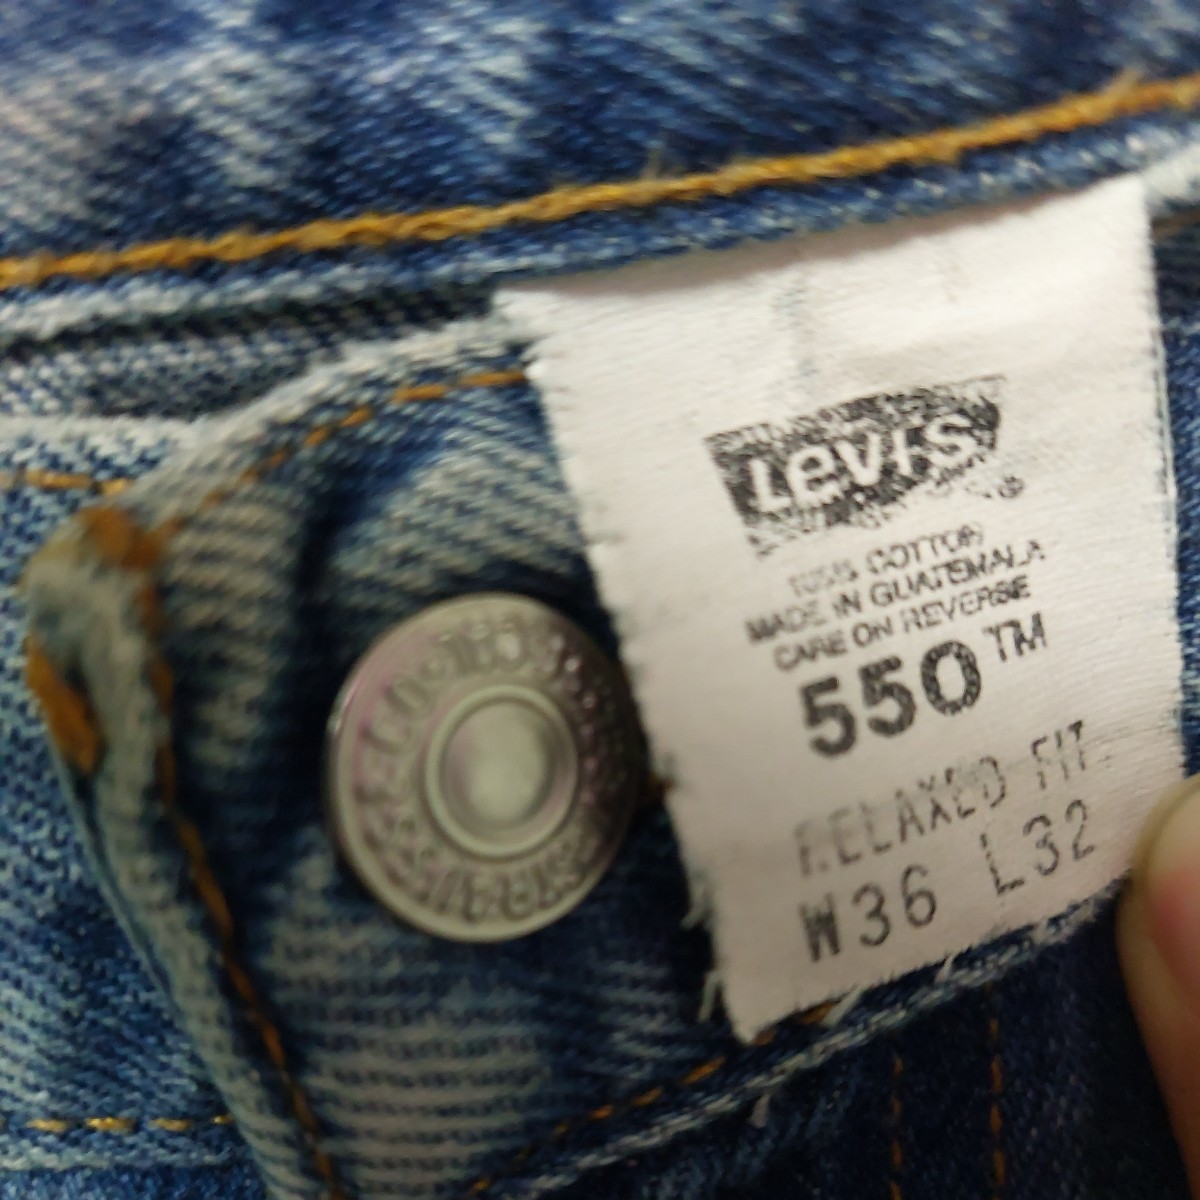 Levi's®
100% COTTON
MADE IN GUATEMALA
CARE ON REVERSE
550™
RELAXED FIT
W36 L32